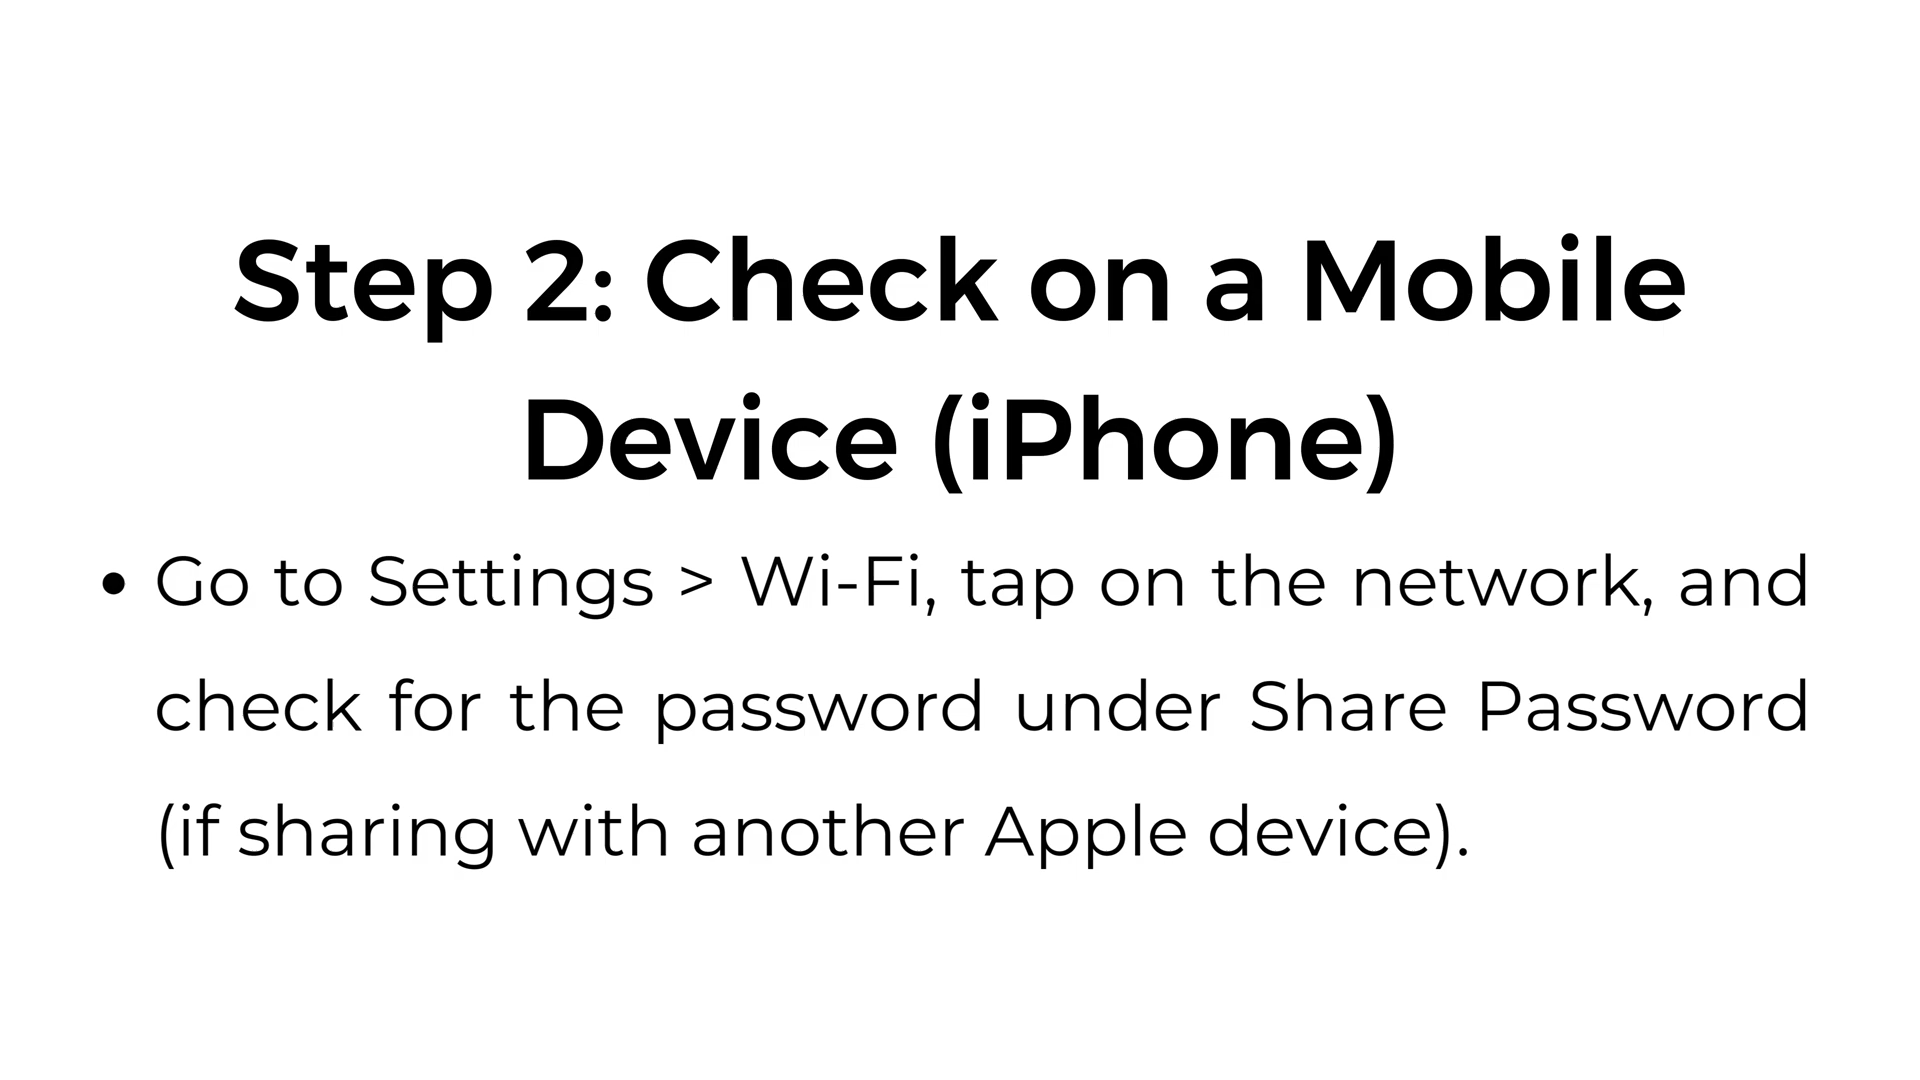 Step 2: Check on a Mobile
Device (iPhone)
• Go to Settings > Wi-Fi, tap on the network, and
check for the password under Share Password
(if sharing with another Apple device).